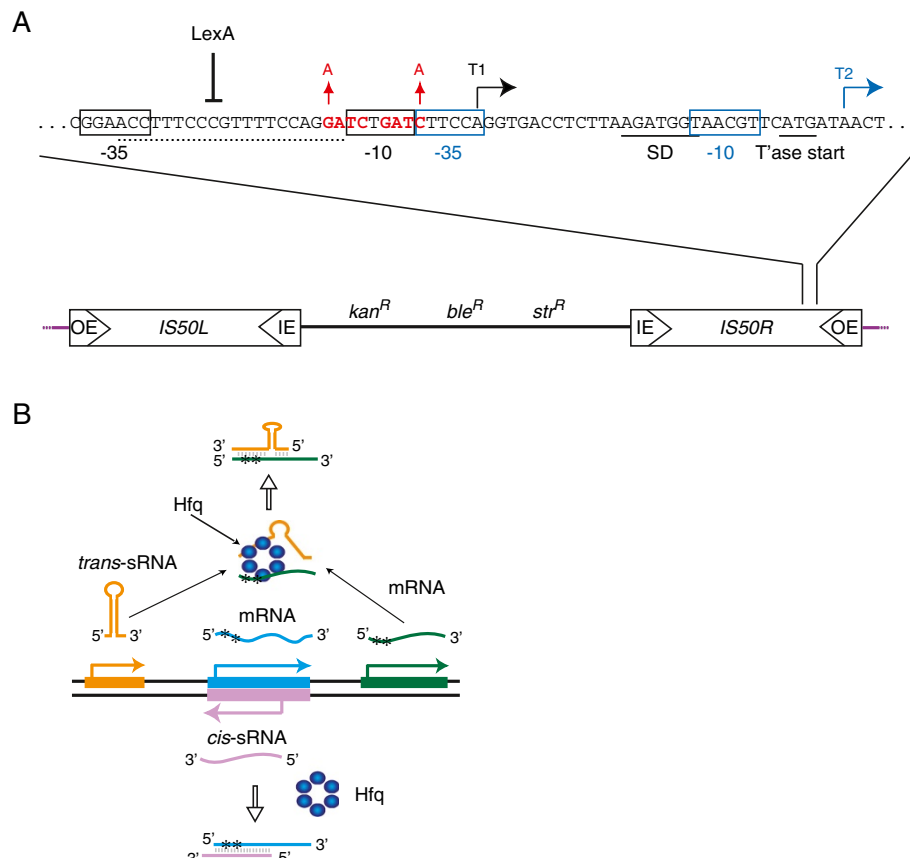 A
LexA
A A T1 T2
...CGGAACCTTTCCCGTTTTCCAGGATCTGATCTTCCAGGTGACCTCTTAAGATGGTAACGTTCATGATAACT...
-35 -10 -35 SD -10 T'ase start
kanR bleR strR
OE IS50L IE IE IS50R OE
B
3' 5'
5' ** 3'
Hfq
trans-sRNA
**
mRNA
mRNA
5' 3' 5' ** 3' 5' ** 3'
cis-sRNA
3' 5'
Hfq
5' ** 3'
3' 5'